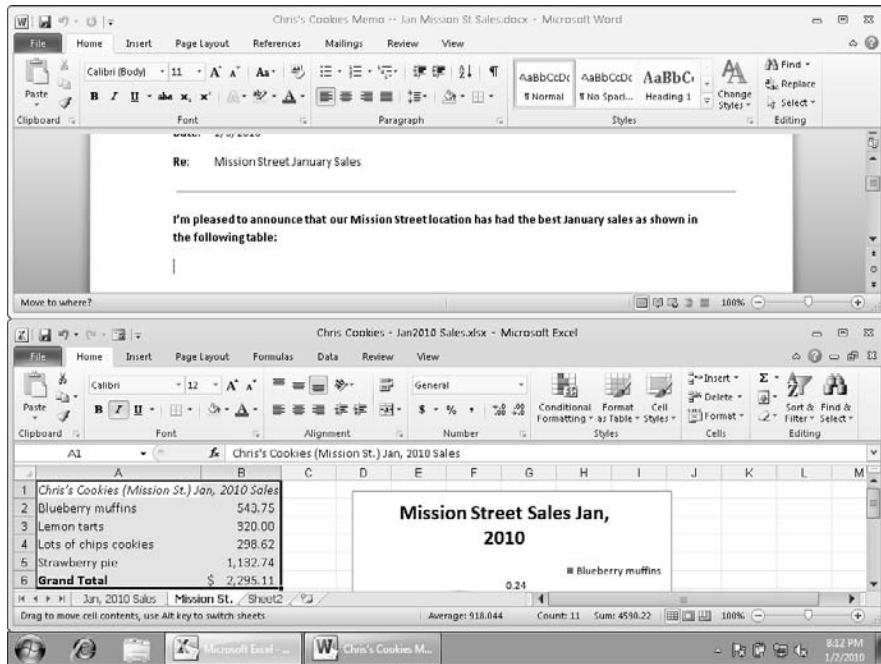 Chris's Cookies Memo -- Jan Mission St Sales.docx - Microsoft Word
File Home Insert Page Layout References Mailings Review View
Calibri (Body) 11 A A Aa
Find
AaBbCcDc AaBbCcDc AaBbC
Replace
Paste
B I U abe x, x' A
¶ Normal ¶ No Spaci... Heading 1
Change Styles
Select
Clipboard Font Paragraph Styles Editing
Re: Mission Street January Sales
I'm pleased to announce that our Mission Street location has had the best January sales as shown in
the following table:
Move to where? 100%
Chris Cookies - Jan2010 Sales.xlsx - Microsoft Excel
File Home Insert Page Layout Formulas Data Review View
Calibri 12 A A General
Insert
Paste
B I U A $ % ,
Conditional Formatting Format as Table Cell Styles
Delete
Format
Sort & Filter Find & Select
Clipboard Font Alignment Number Styles Cells Editing
A1 fx Chris's Cookies (Mission St.) Jan, 2010 Sales
A B C D E F G H I J K L M
1 Chris's Cookies (Mission St.) Jan, 2010 Sales
2 Blueberry muffins 543.75
3 Lemon tarts 320.00
4 Lots of chips cookies 298.62
5 Strawberry pie 1,132.74
6 Grand Total $ 2,295.11
Mission Street Sales Jan,
2010
Blueberry muffins
0.24
Jan, 2010 Sales Mission St. Sheet2
Drag to move cell contents, use Alt key to switch sheets Average: 918.044 Count: 11 Sum: 4590.22 100%
Microsoft Excel - ... Chris's Cookies M... 8:12 PM
1/2/2010